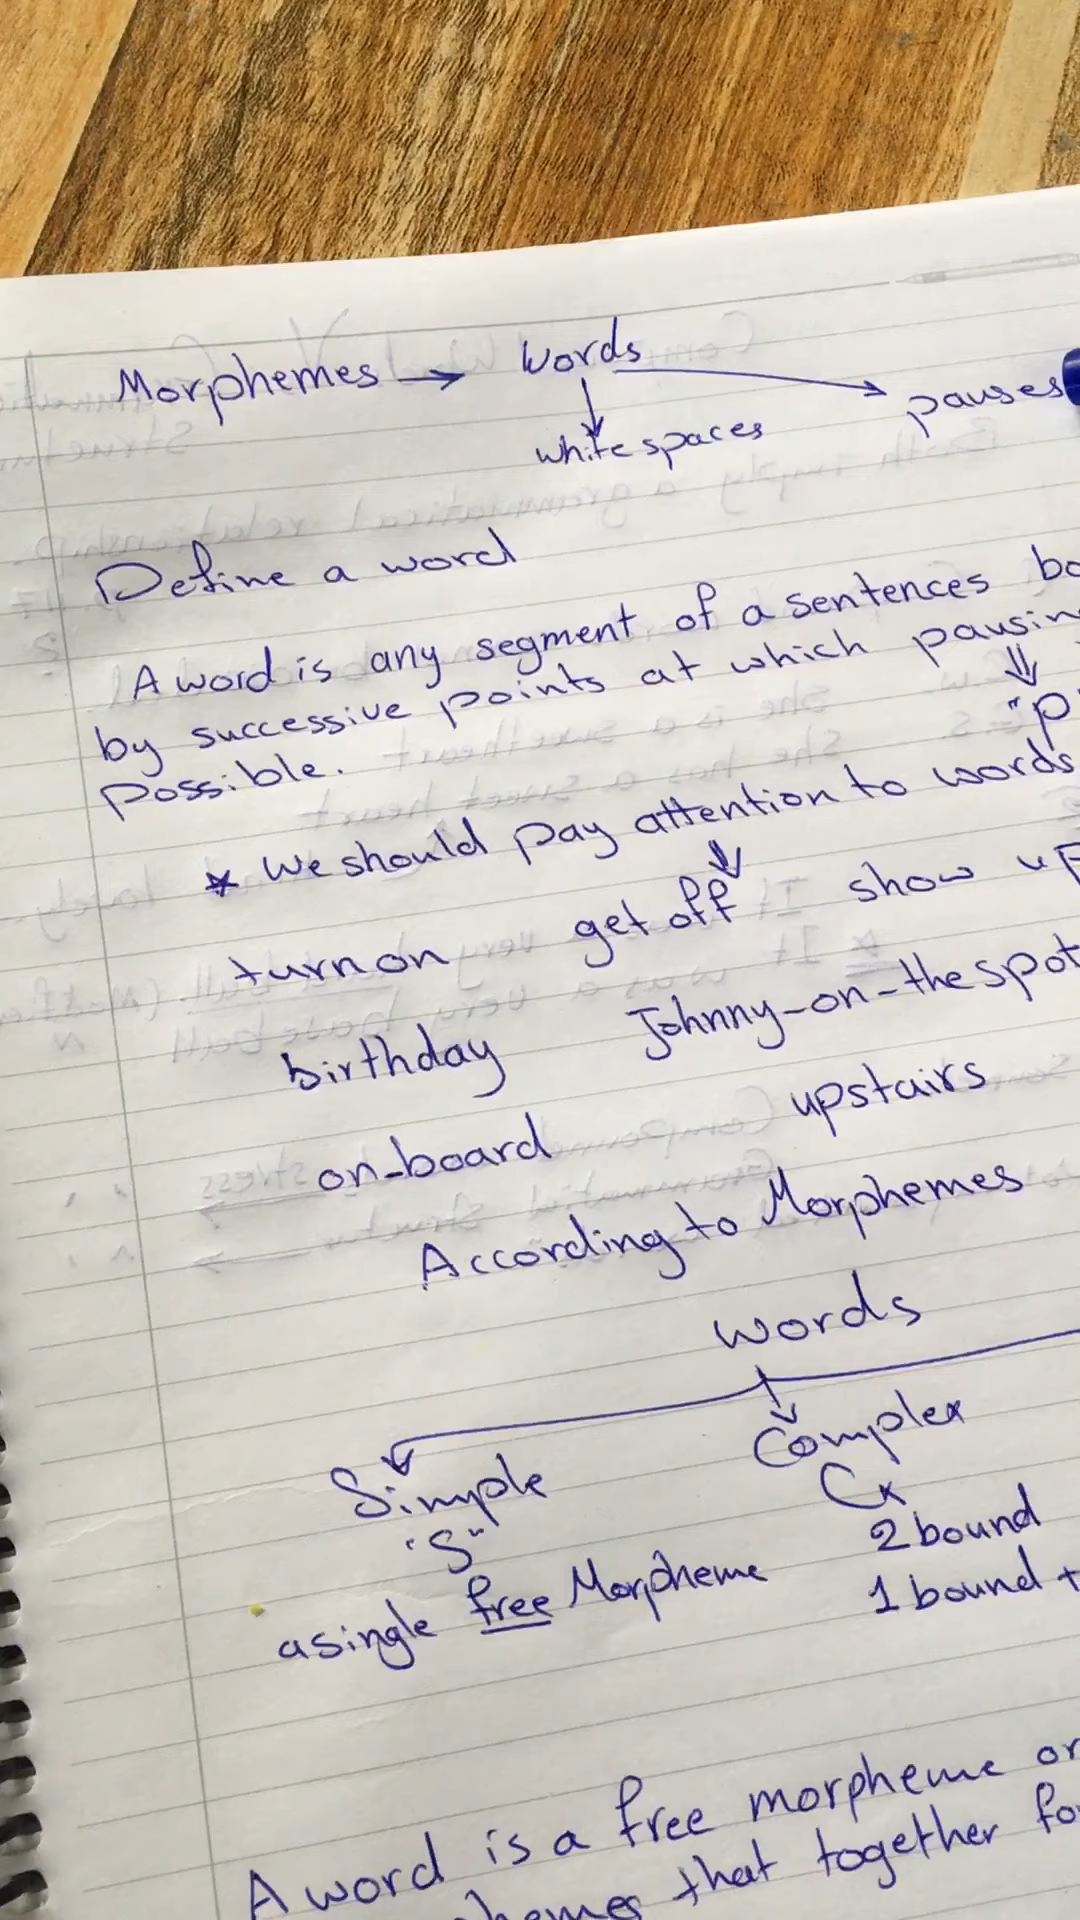 Morphemes → Words
white spaces
pauses
Define a word
A word is any segment of a sentences bo
by successive points at which pausin
possible.
"P"
* We should pay attention to words
turn on get off show up
birthday Johnny-on-the spot
on-board upstairs
According to Morphemes
words
Simple Complex
"S" Cx
a single free Morpheme 2 bound
1 bound +
A word is a free morpheme or
hemes that together fo